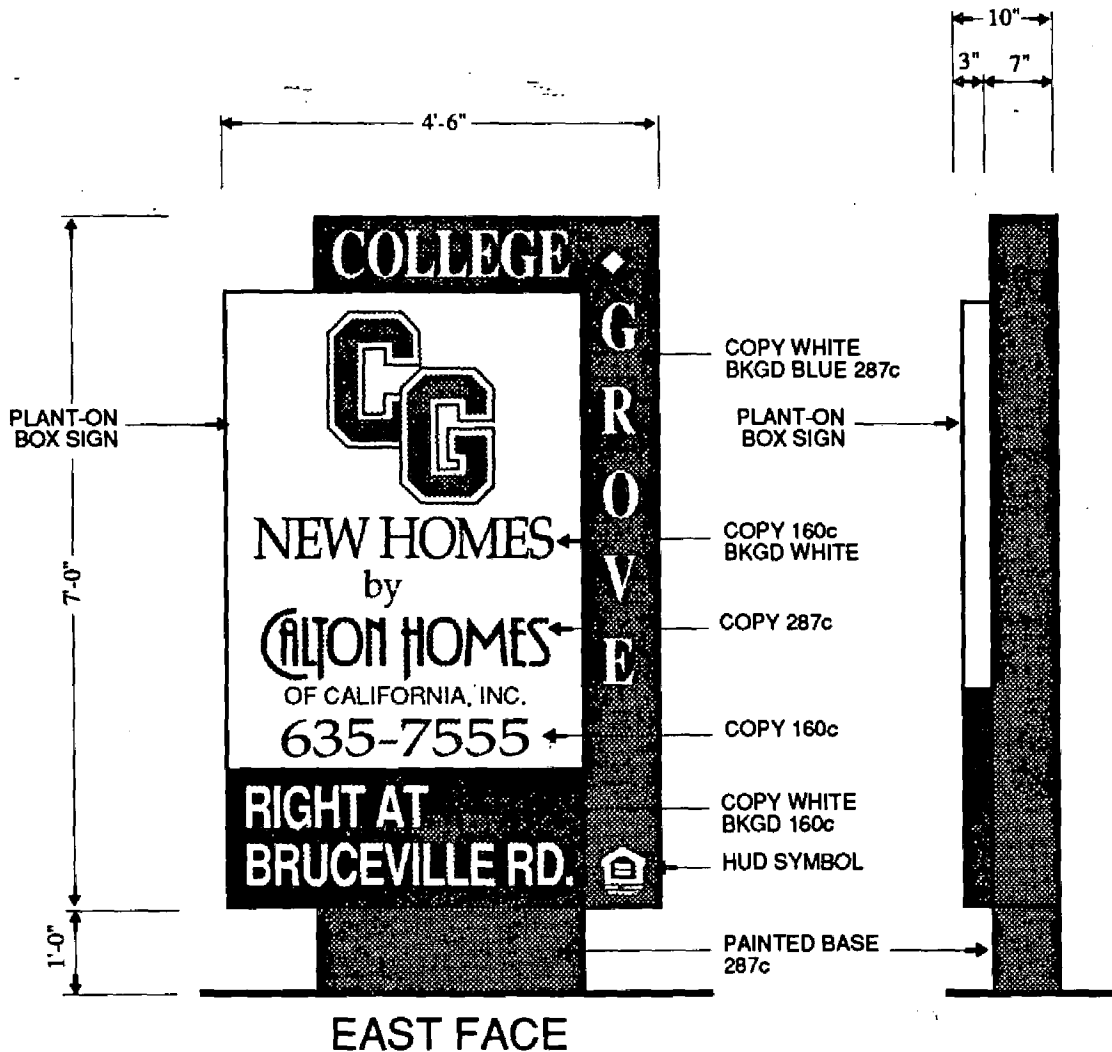 10"
3" 7"
4'-6"
COLLEGE
GROVE
CG
COPY WHITE
BKGD BLUE 287c
PLANT-ON
BOX SIGN
PLANT-ON
BOX SIGN
7'-0"
NEW HOMES
by
COPY 160c
BKGD WHITE
CALTON HOMES
COPY 287c
OF CALIFORNIA, INC.
635-7555
COPY 160c
RIGHT AT
BRUCEVILLE RD.
COPY WHITE
BKGD 160c
HUD SYMBOL
1'-0"
PAINTED BASE
287c
EAST FACE